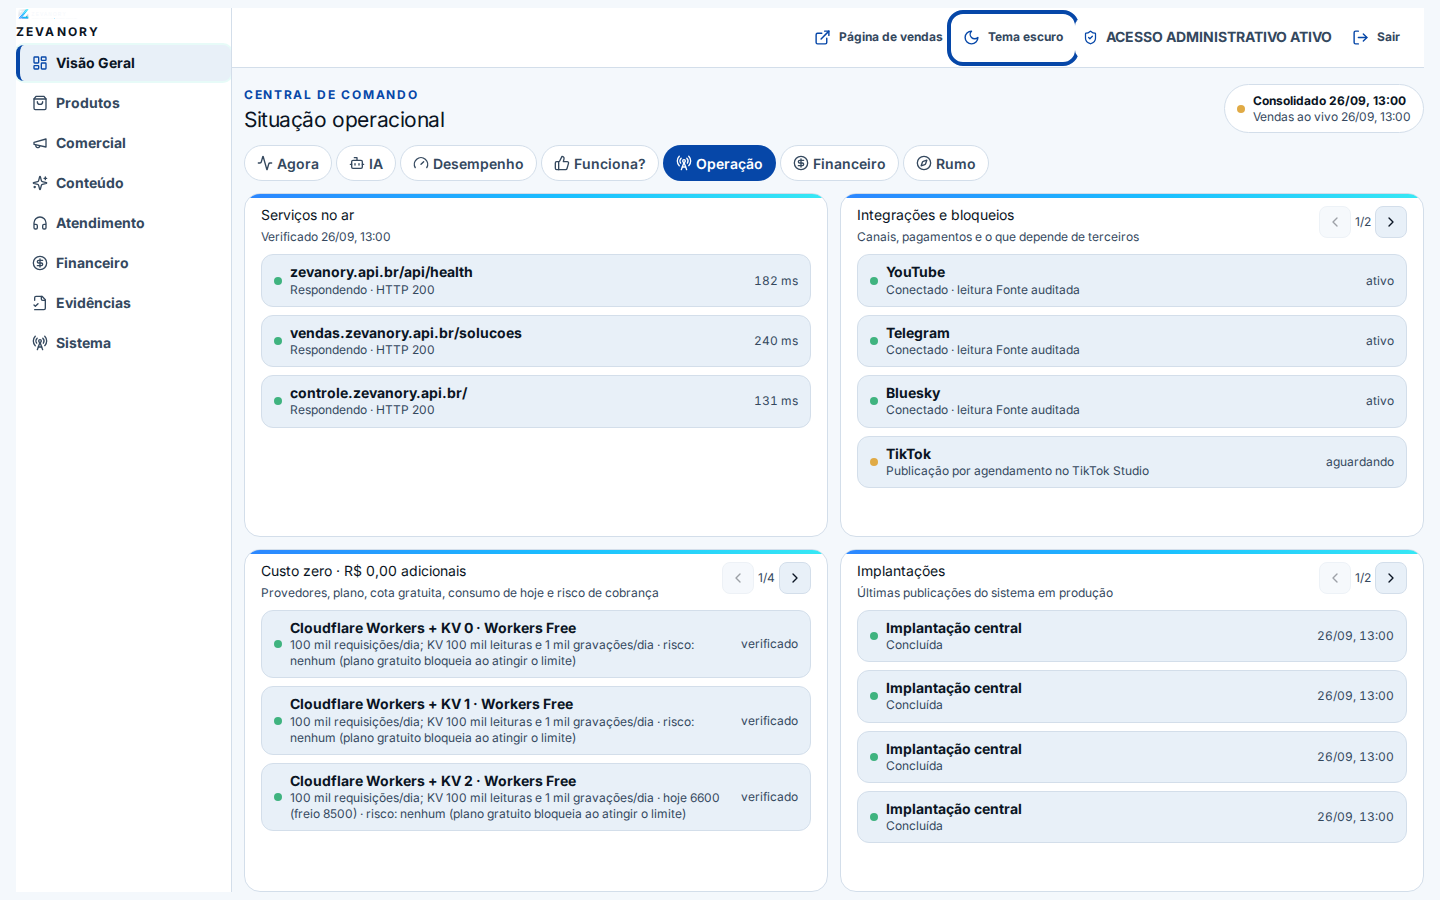 ZEVANORY
Visão Geral
Produtos
Comercial
Conteúdo
Atendimento
Financeiro
Evidências
Sistema
Página de vendas
Tema escuro
ACESSO ADMINISTRATIVO ATIVO
Sair
CENTRAL DE COMANDO
Situação operacional
Consolidado 26/09, 13:00
Vendas ao vivo 26/09, 13:00
Agora
IA
Desempenho
Funciona?
Operação
Financeiro
Rumo
Serviços no ar
Verificado 26/09, 13:00
zevanory.api.br/api/health
Respondendo · HTTP 200
182 ms
vendas.zevanory.api.br/solucoes
Respondendo · HTTP 200
240 ms
controle.zevanory.api.br/
Respondendo · HTTP 200
131 ms
Integrações e bloqueios
Canais, pagamentos e o que depende de terceiros
1/2
YouTube
Conectado · leitura Fonte auditada
ativo
Telegram
Conectado · leitura Fonte auditada
ativo
Bluesky
Conectado · leitura Fonte auditada
ativo
TikTok
Publicação por agendamento no TikTok Studio
aguardando
Custo zero · R$ 0,00 adicionais
Provedores, plano, cota gratuita, consumo de hoje e risco de cobrança
1/4
Cloudflare Workers + KV 0 · Workers Free
100 mil requisições/dia; KV 100 mil leituras e 1 mil gravações/dia · risco:
nenhum (plano gratuito bloqueia ao atingir o limite)
verificado
Cloudflare Workers + KV 1 · Workers Free
100 mil requisições/dia; KV 100 mil leituras e 1 mil gravações/dia · risco:
nenhum (plano gratuito bloqueia ao atingir o limite)
verificado
Cloudflare Workers + KV 2 · Workers Free
100 mil requisições/dia; KV 100 mil leituras e 1 mil gravações/dia · hoje 6600
(freio 8500) · risco: nenhum (plano gratuito bloqueia ao atingir o limite)
verificado
Implantações
Últimas publicações do sistema em produção
1/2
Implantação central
Concluída
26/09, 13:00
Implantação central
Concluída
26/09, 13:00
Implantação central
Concluída
26/09, 13:00
Implantação central
Concluída
26/09, 13:00